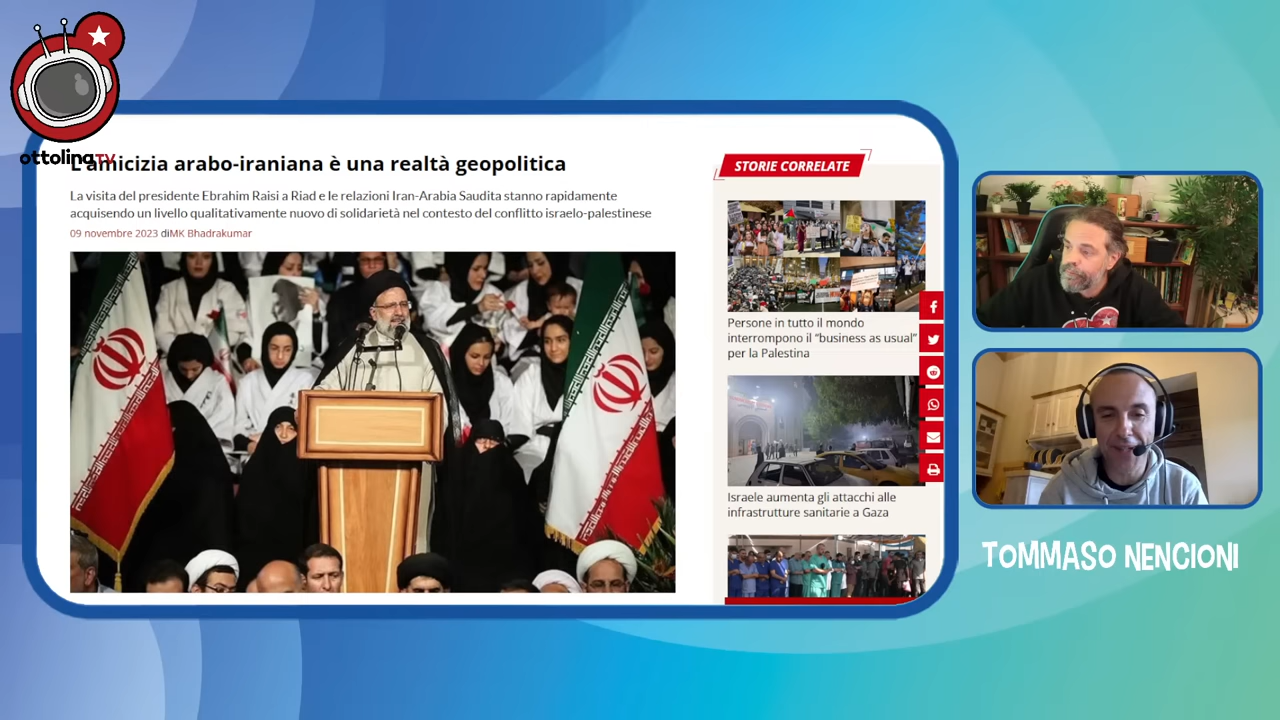 ottolinaTV
L'amicizia arabo-iraniana è una realtà geopolitica
La visita del presidente Ebrahim Raisi a Riad e le relazioni Iran-Arabia Saudita stanno rapidamente
acquisendo un livello qualitativamente nuovo di solidarietà nel contesto del conflitto israelo-palestinese
09 novembre 2023 diMK Bhadrakumar
STORIE CORRELATE
Persone in tutto il mondo
interrompono il “business as usual”
per la Palestina
Israele aumenta gli attacchi alle
infrastrutture sanitarie a Gaza
TOMMASO NENCIONI